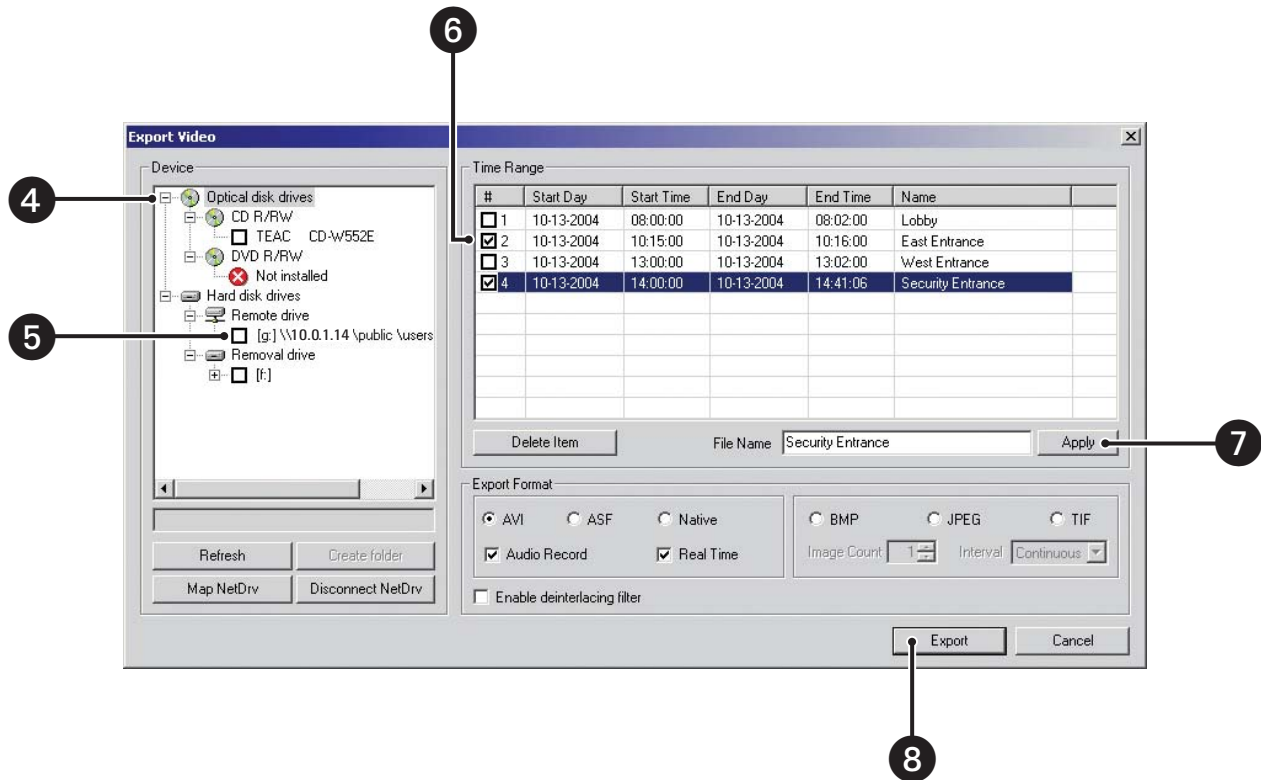 6
Export Video
Device
Time Range
4
Optical disk drives
CD R/RW
TEAC CD-W552E
DVD R/RW
Not installed
Hard disk drives
Remote drive
5
[g:] \\10.0.1.14 \public \users
Removal drive
[f:]
# Start Day Start Time End Day End Time Name
1 10-13-2004 08:00:00 10-13-2004 08:02:00 Lobby
6
2 10-13-2004 10:15:00 10-13-2004 10:16:00 East Entrance
3 10-13-2004 13:00:00 10-13-2004 13:02:00 West Entrance
4 10-13-2004 14:00:00 10-13-2004 14:41:06 Security Entrance
Delete Item File Name Security Entrance Apply
7
Export Format
AVI ASF Native BMP JPEG TIF
Audio Record Real Time Image Count 1 Interval Continuous
Enable deinterlacing filter
Refresh Create folder
Map NetDrv Disconnect NetDrv
Export Cancel
8